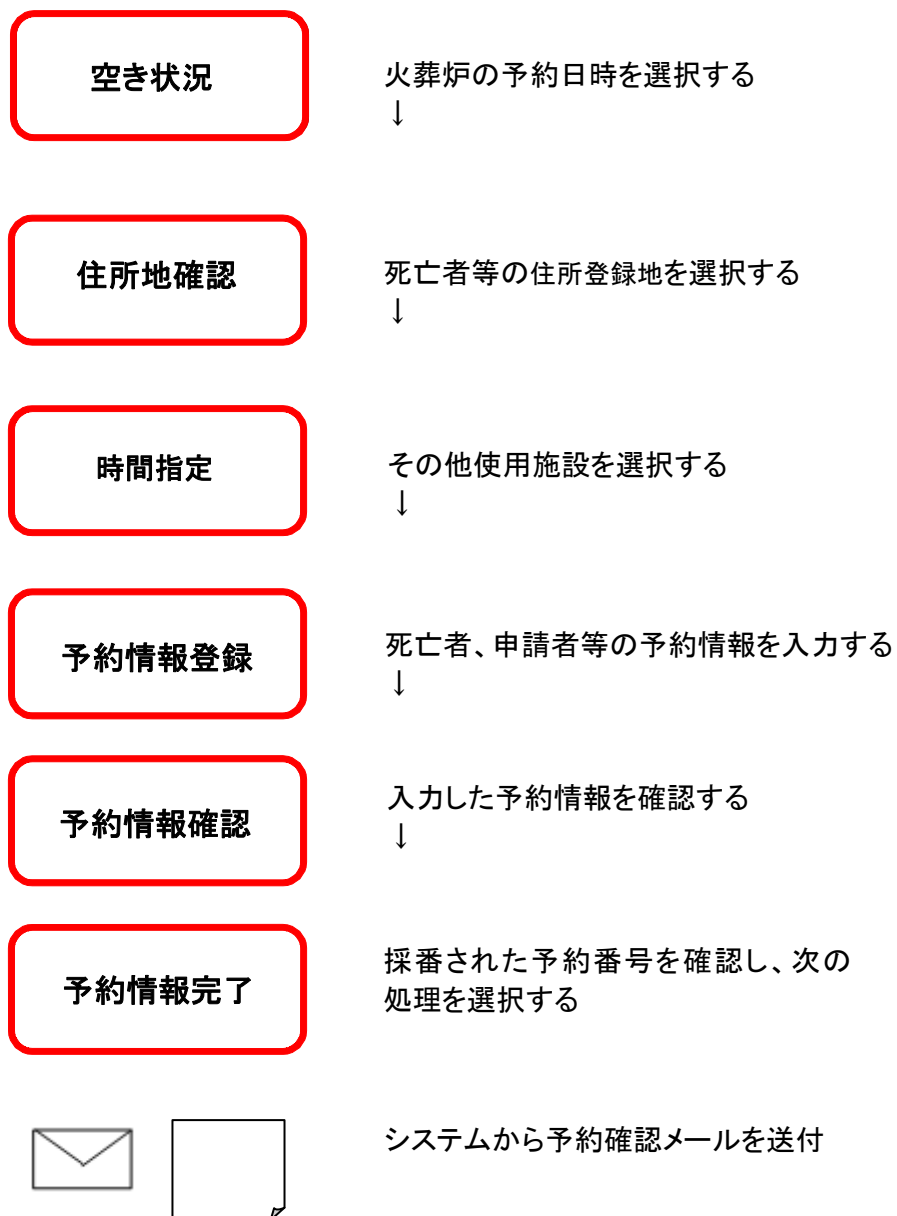 空き状況
火葬炉の予約日時を選択する
↓
住所地確認
死亡者等の住所登録地を選択する
↓
時間指定
その他使用施設を選択する
↓
予約情報登録
死亡者、申請者等の予約情報を入力する
↓
予約情報確認
入力した予約情報を確認する
↓
予約情報完了
採番された予約番号を確認し、次の
処理を選択する
システムから予約確認メールを送付